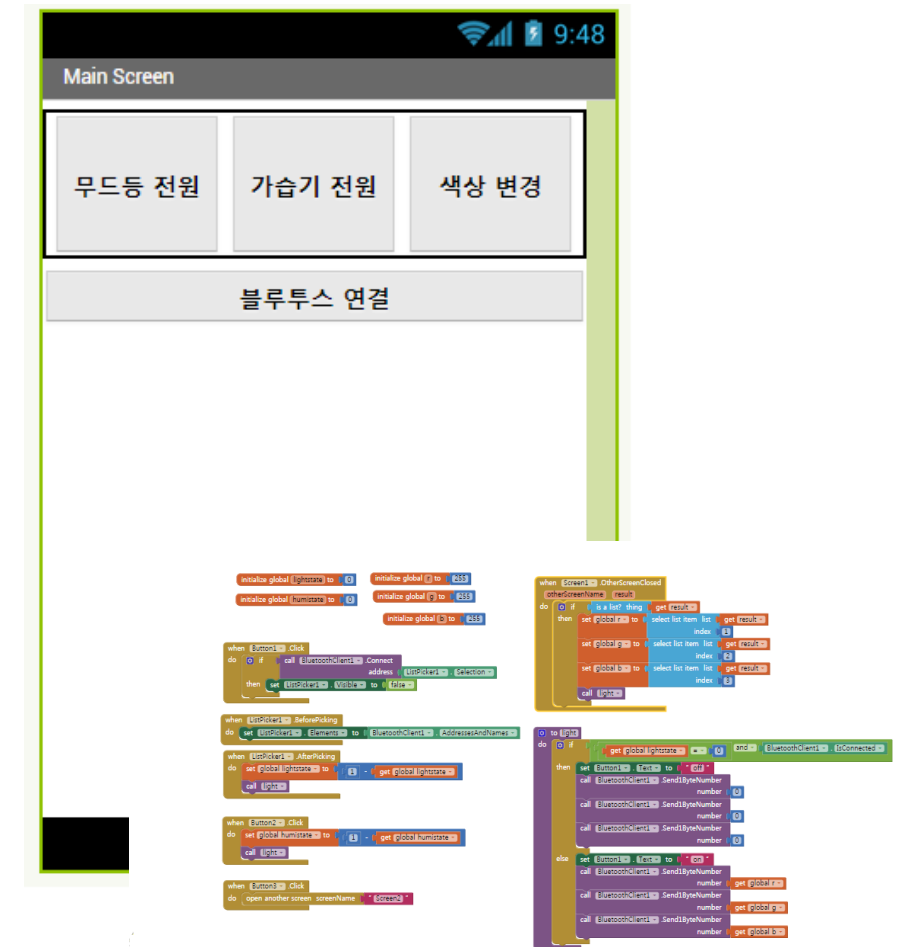 9:48
Main Screen
무드등 전원
가습기 전원
색상 변경
블루투스 연결
initialize global lightstate to 0
initialize global r to 255
initialize global humistate to 0
initialize global g to 255
initialize global b to 255
when Button1 .Click
do if call BluetoothClient1 .Connect
address ListPicker1 . Selection
then set ListPicker1 . Visible to false
when ListPicker1 .BeforePicking
do set ListPicker1 . Elements to BluetoothClient1 . AddressesAndNames
when ListPicker1 .AfterPicking
do set global lightstate to 1 - get global lightstate
call light
when Button2 .Click
do set global humistate to 1 - get global humistate
call light
when Button3 .Click
do open another screen screenName " Screen2 "
when Screen1 .OtherScreenClosed
otherScreenName result
do if is a list? thing get result
then set global r to select list item list get result
index 1
set global g to select list item list get result
index 2
set global b to select list item list get result
index 3
call light
to light
do if get global lightstate = 0 and BluetoothClient1 . IsConnected
then set Button1 . Text to " off "
call BluetoothClient1 .Send1ByteNumber
number 0
call BluetoothClient1 .Send1ByteNumber
number 0
call BluetoothClient1 .Send1ByteNumber
number 0
else set Button1 . Text to " on "
call BluetoothClient1 .Send1ByteNumber
number get global r
call BluetoothClient1 .Send1ByteNumber
number get global g
call BluetoothClient1 .Send1ByteNumber
number get global b